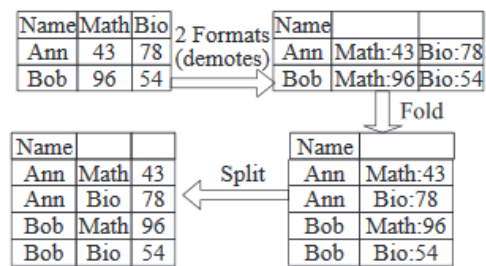 Name Math Bio
Ann 43 78
Bob 96 54
2 Formats
(demotes)
Name
Ann Math:43 Bio:78
Bob Math:96 Bio:54
Fold
Name
Ann Math:43
Ann Bio:78
Bob Math:96
Bob Bio:54
Split
Name
Ann Math 43
Ann Bio 78
Bob Math 96
Bob Bio 54